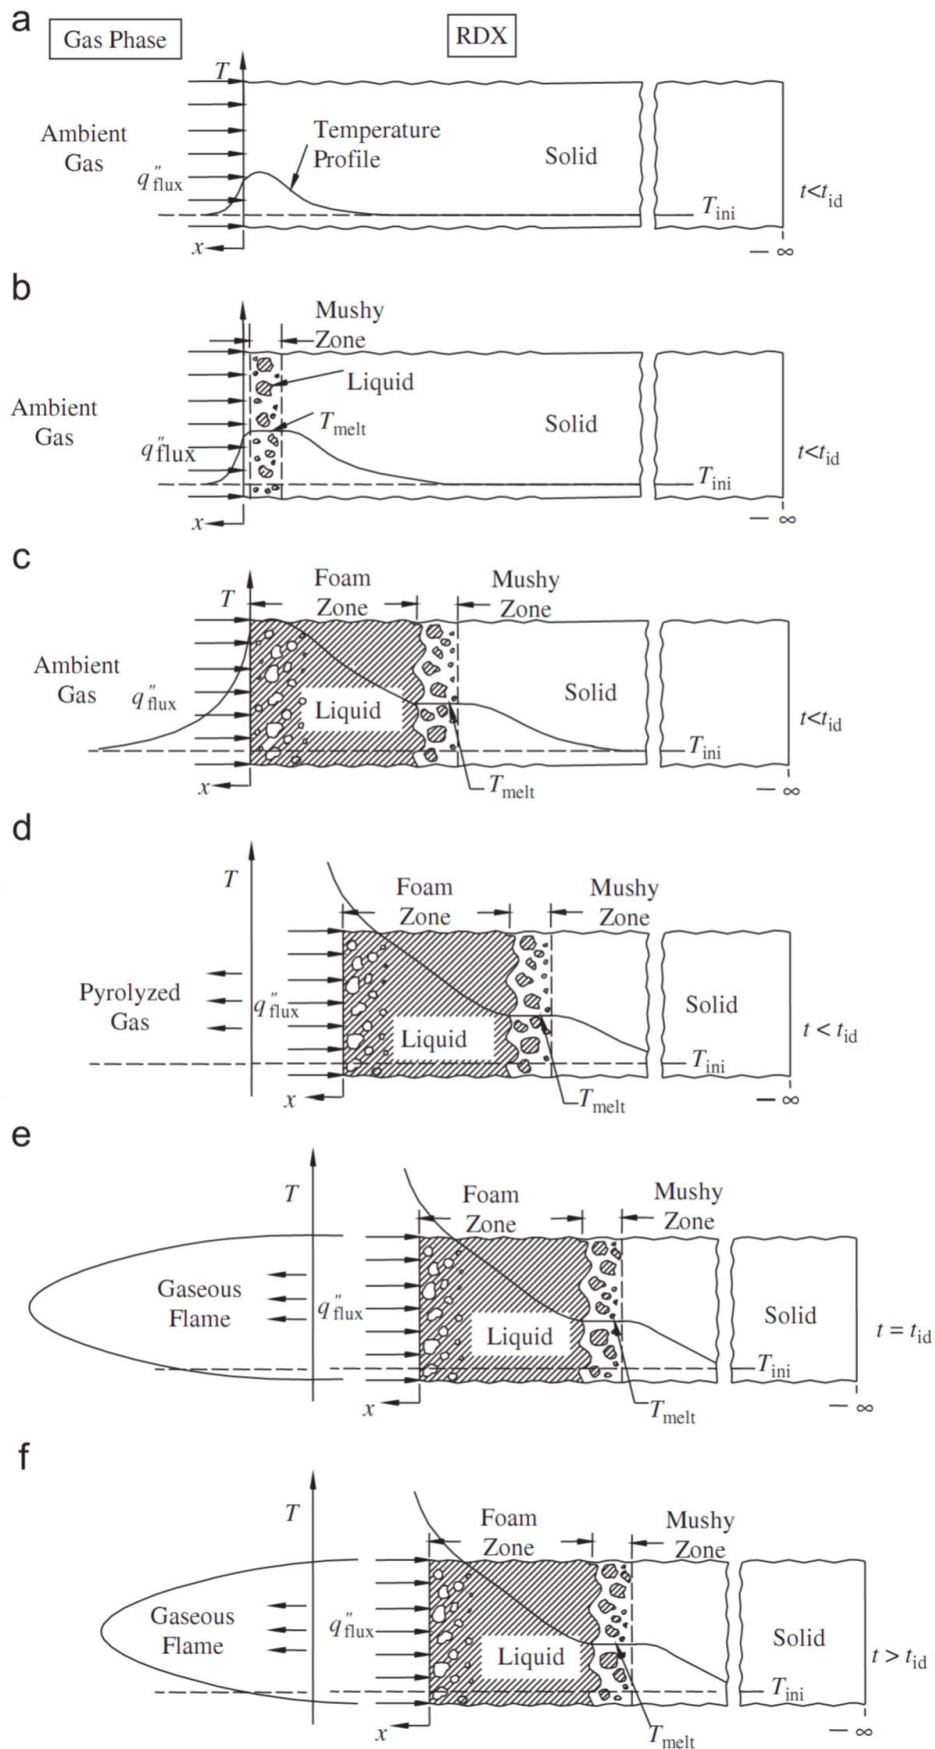 a
Gas Phase
RDX
T
Ambient
Gas
Temperature
Profile
Solid
q″flux
Tini
t<tid
x
− ∞
b
Mushy
Zone
Liquid
Ambient
Gas
Tmelt
Solid
q″flux
Tini
t<tid
x
− ∞
c
T
Foam
Zone
Mushy
Zone
Ambient
Gas
q″flux
Liquid
Solid
t<tid
Tini
x
Tmelt
− ∞
d
T
Foam
Zone
Mushy
Zone
Pyrolyzed
Gas
q″flux
Liquid
Solid
t < tid
Tini
x
Tmelt
− ∞
e
T
Foam
Zone
Mushy
Zone
Gaseous
Flame
q″flux
Liquid
Solid
t = tid
Tini
x
Tmelt
− ∞
f
T
Foam
Zone
Mushy
Zone
Gaseous
Flame
q″flux
Liquid
Solid
t > tid
Tini
x
Tmelt
− ∞